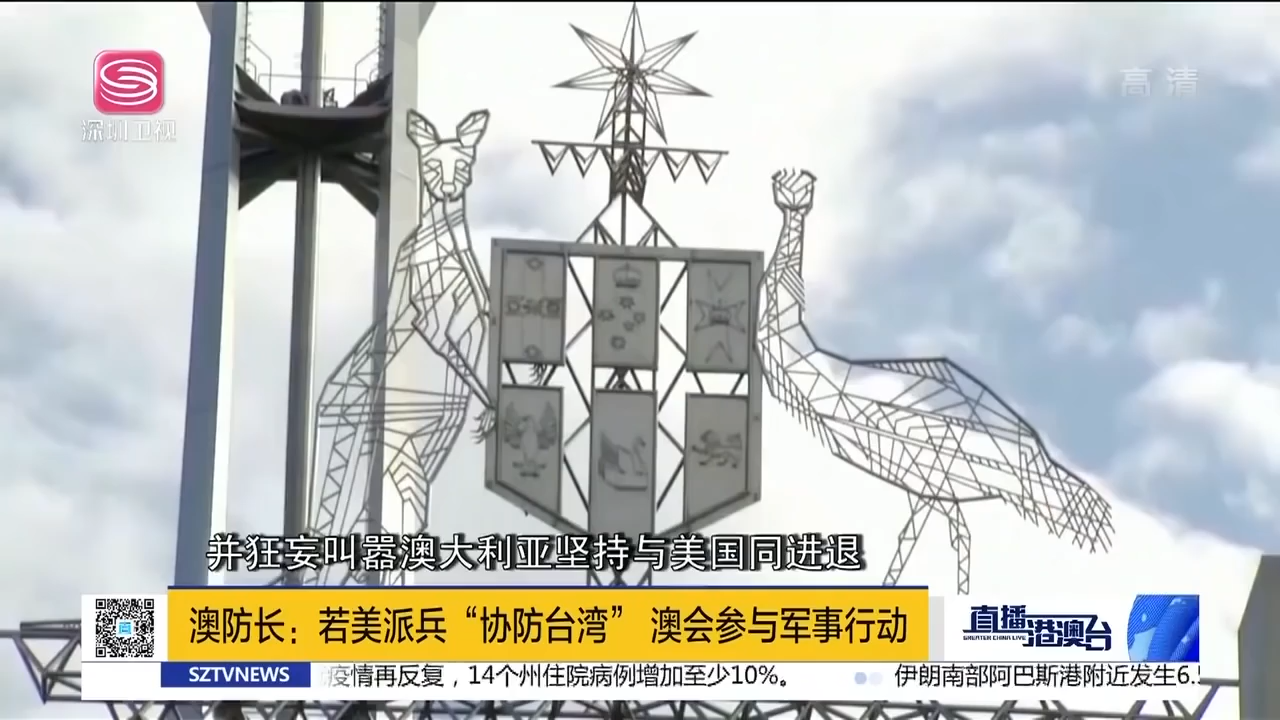 深圳卫视
高清
并狂妄叫嚣澳大利亚坚持与美国同进退
澳防长：若美派兵“协防台湾” 澳会参与军事行动
直播港澳台
GREATER CHINA LIVE
SZTVNEWS
疫情再反复，14个州住院病例增加至少10%。
伊朗南部阿巴斯港附近发生6.5